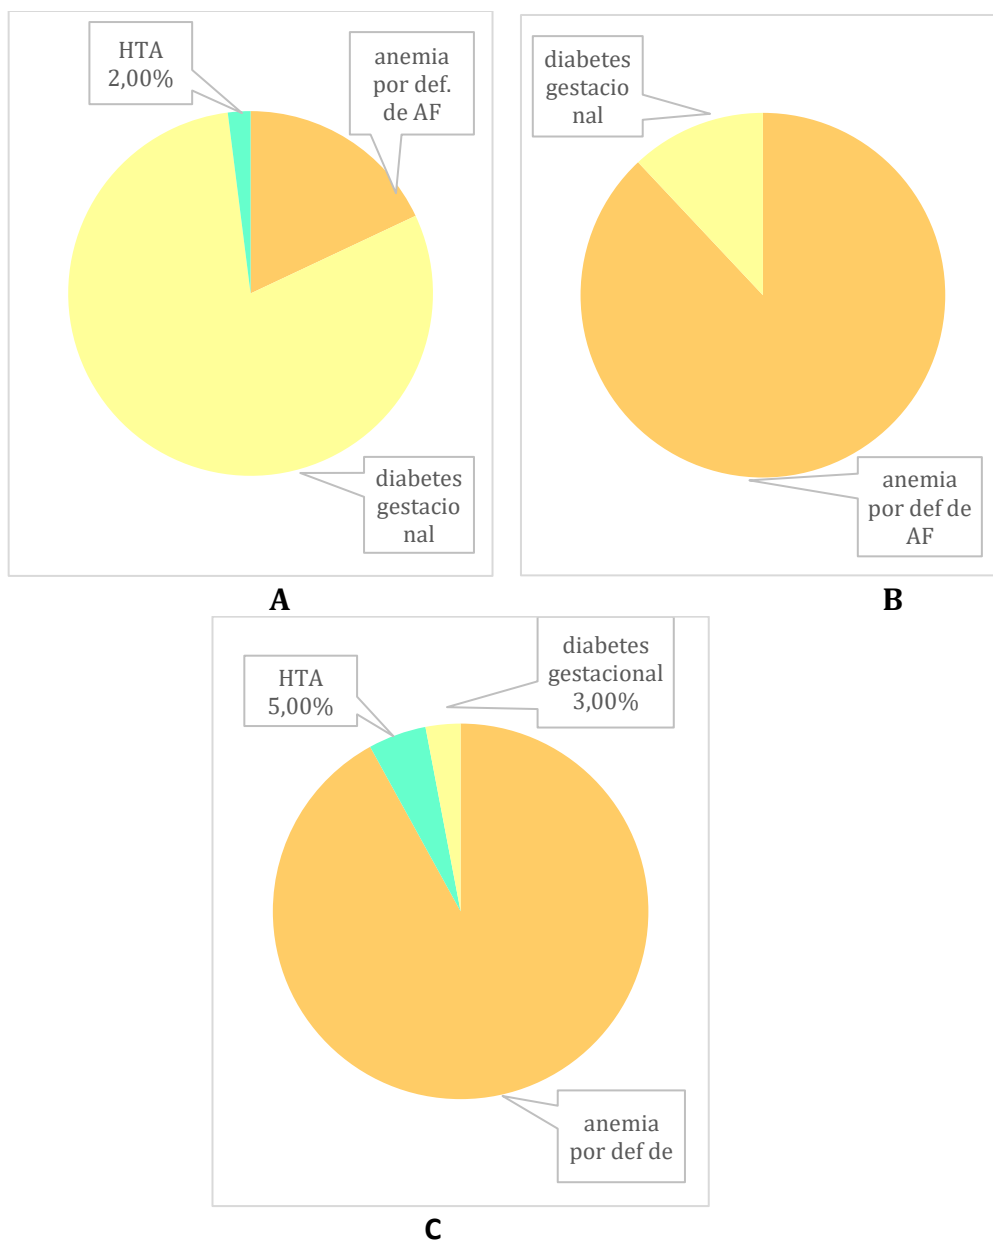 HTA
2,00%
anemia
por def.
de AF
diabetes
gestacio
nal
A
diabetes
gestacio
nal
anemia
por def de
AF
B
HTA
5,00%
diabetes
gestacional
3,00%
anemia
por def de
C